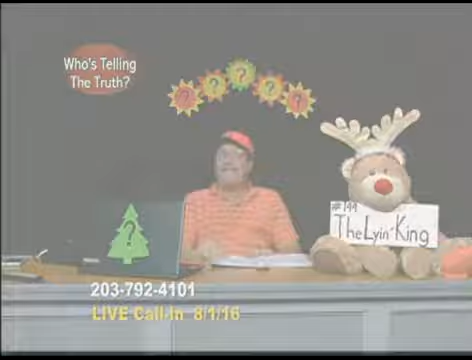 Who's Telling
The Truth?
? ? ? ? ?
?
#144
The Lyin' King
203-792-4101
LIVE Call-In 8/1/16